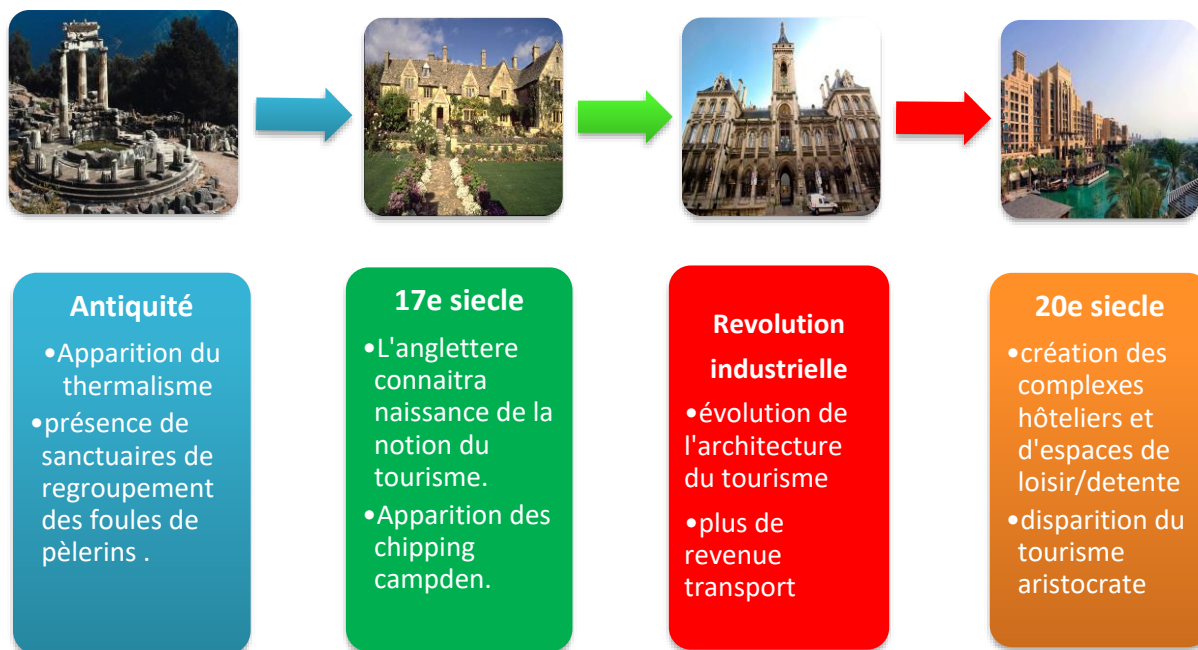 Antiquité
•Apparition du
thermalisme
•présence de
sanctuaires de
regroupement
des foules de
pèlerins .
17e siecle
•L'anglettere
connaitra
naissance de la
notion du
tourisme.
•Apparition des
chipping
campden.
Revolution
industrielle
•évolution de
l'architecture
du tourisme
•plus de
revenue
transport
20e siecle
•création des
complexes
hôteliers et
d'espaces de
loisir/detente
•disparition du
tourisme
aristocrate